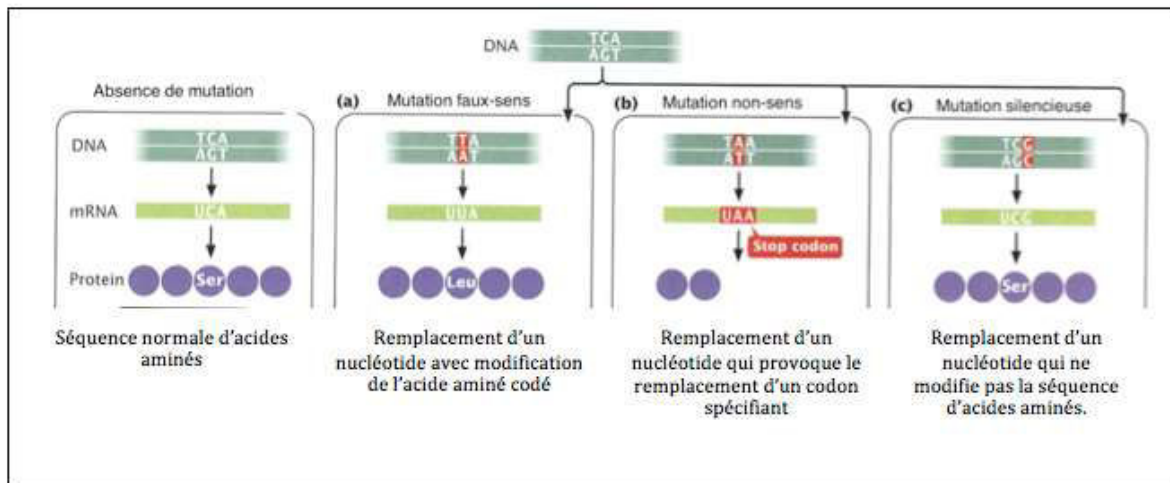 DNA
TCA
AGT
Absence de mutation
DNA
TCA
AGT
mRNA
UCA
Protein
Ser
Séquence normale d'acides
aminés
(a) Mutation faux-sens
TTA
AAT
UUA
Leu
Remplacement d'un
nucléotide avec modification
de l'acide aminé codé
(b) Mutation non-sens
TAA
ATT
UAA
Stop codon
Remplacement d'un
nucléotide qui provoque le
remplacement d'un codon
spécifiant
(c) Mutation silencieuse
TCG
AGC
UCG
Ser
Remplacement d'un
nucléotide qui ne
modifie pas la séquence
d'acides aminés.